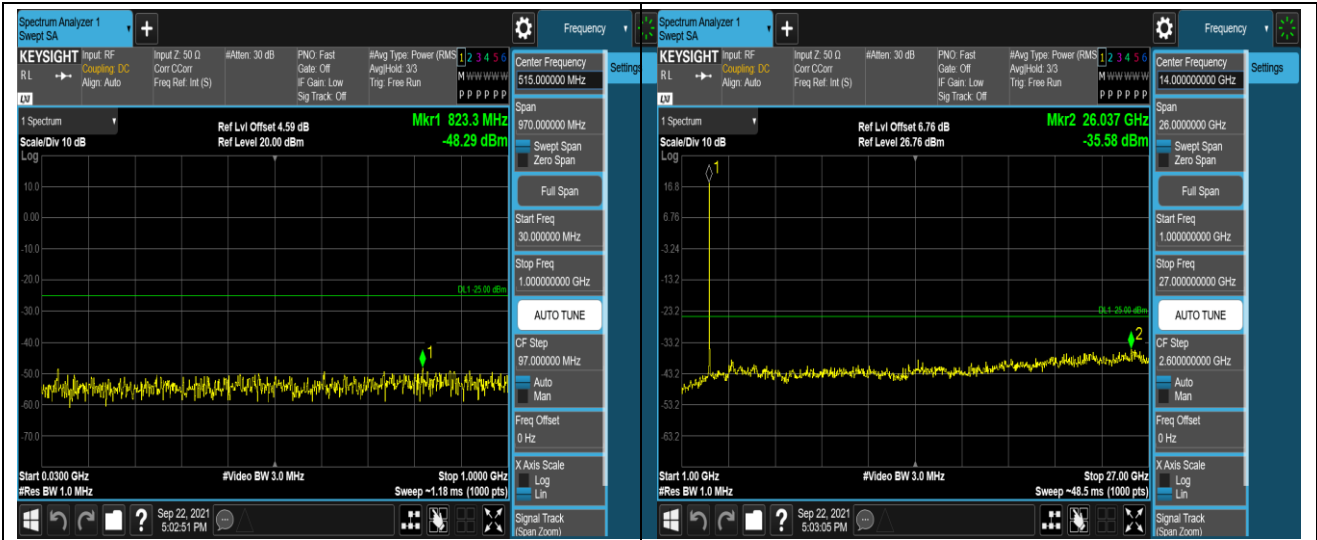 Spectrum Analyzer 1
Swept SA
+
Frequency
KEYSIGHT
RL
LXI
Input: RF
Coupling: DC
Align: Auto
Input Z: 50 Ω
Corr CCorr
Freq Ref: Int (S)
#Atten: 30 dB
PNO: Fast
Gate: Off
IF Gain: Low
Sig Track: Off
#Avg Type: Power (RMS
Avg|Hold: 3/3
Trig: Free Run
1 2 3 4 5 6
M W W W W W
P P P P P P
1 Spectrum
Scale/Div 10 dB
Log
Ref Lvl Offset 4.59 dB
Ref Level 20.00 dBm
Mkr1 823.3 MHz
-48.29 dBm
10.0
0.00
-10.0
-20.0
-30.0
-40.0
-50.0
-60.0
-70.0
DL1 -25.00 dBm
1
Start 0.0300 GHz
#Res BW 1.0 MHz
#Video BW 3.0 MHz
Stop 1.0000 GHz
Sweep ~1.18 ms (1000 pts)
Center Frequency
515.000000 MHz
Settings
Span
970.000000 MHz
Swept Span
Zero Span
Full Span
Start Freq
30.000000 MHz
Stop Freq
1.000000000 GHz
AUTO TUNE
CF Step
97.000000 MHz
Auto
Man
Freq Offset
0 Hz
X Axis Scale
Log
Lin
Signal Track
(Span Zoom)
?
Sep 22, 2021
5:02:51 PM
Spectrum Analyzer 1
Swept SA
+
Frequency
KEYSIGHT
RL
LXI
Input: RF
Coupling: DC
Align: Auto
Input Z: 50 Ω
Corr CCorr
Freq Ref: Int (S)
#Atten: 30 dB
PNO: Fast
Gate: Off
IF Gain: Low
Sig Track: Off
#Avg Type: Power (RMS
Avg|Hold: 3/3
Trig: Free Run
1 2 3 4 5 6
M W W W W W
P P P P P P
1 Spectrum
Scale/Div 10 dB
Log
Ref Lvl Offset 6.76 dB
Ref Level 26.76 dBm
Mkr2 26.037 GHz
-35.58 dBm
1
16.8
6.76
-3.24
-13.2
-23.2
-33.2
-43.2
-53.2
-63.2
DL1 -25.00 dBm
2
Start 1.00 GHz
#Res BW 1.0 MHz
#Video BW 3.0 MHz
Stop 27.00 GHz
Sweep ~48.5 ms (1000 pts)
Center Frequency
14.000000000 GHz
Settings
Span
26.0000000 GHz
Swept Span
Zero Span
Full Span
Start Freq
1.000000000 GHz
Stop Freq
27.000000000 GHz
AUTO TUNE
CF Step
2.600000000 GHz
Auto
Man
Freq Offset
0 Hz
X Axis Scale
Log
Lin
Signal Track
(Span Zoom)
?
Sep 22, 2021
5:03:05 PM